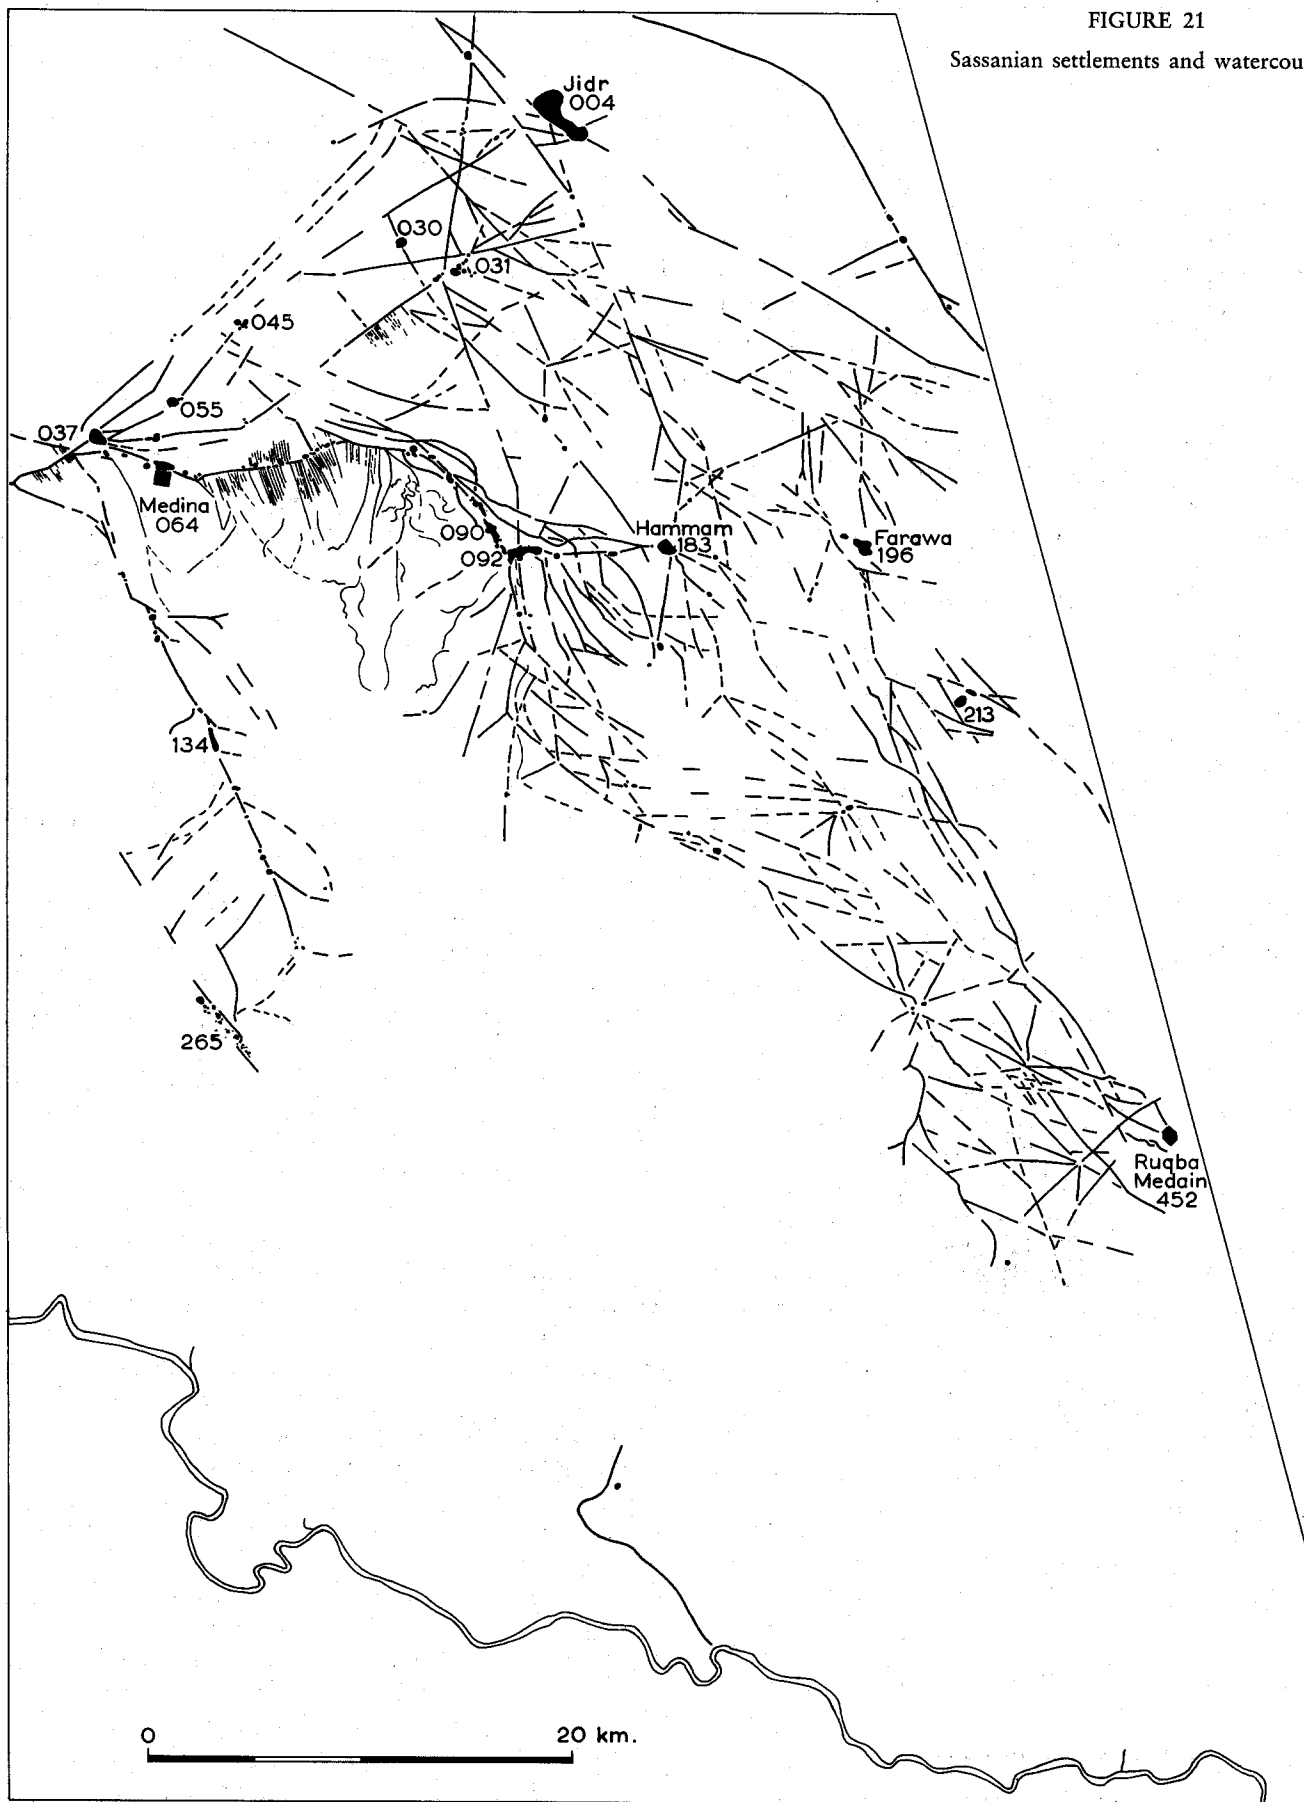 FIGURE 21
Sassanian settlements and watercou
Jidr
004
030
031
045
055
037
Medina
064
090
092
Hammam
183
Farawa
196
213
134
265
Ruqba
Medain
452
0 20 km.